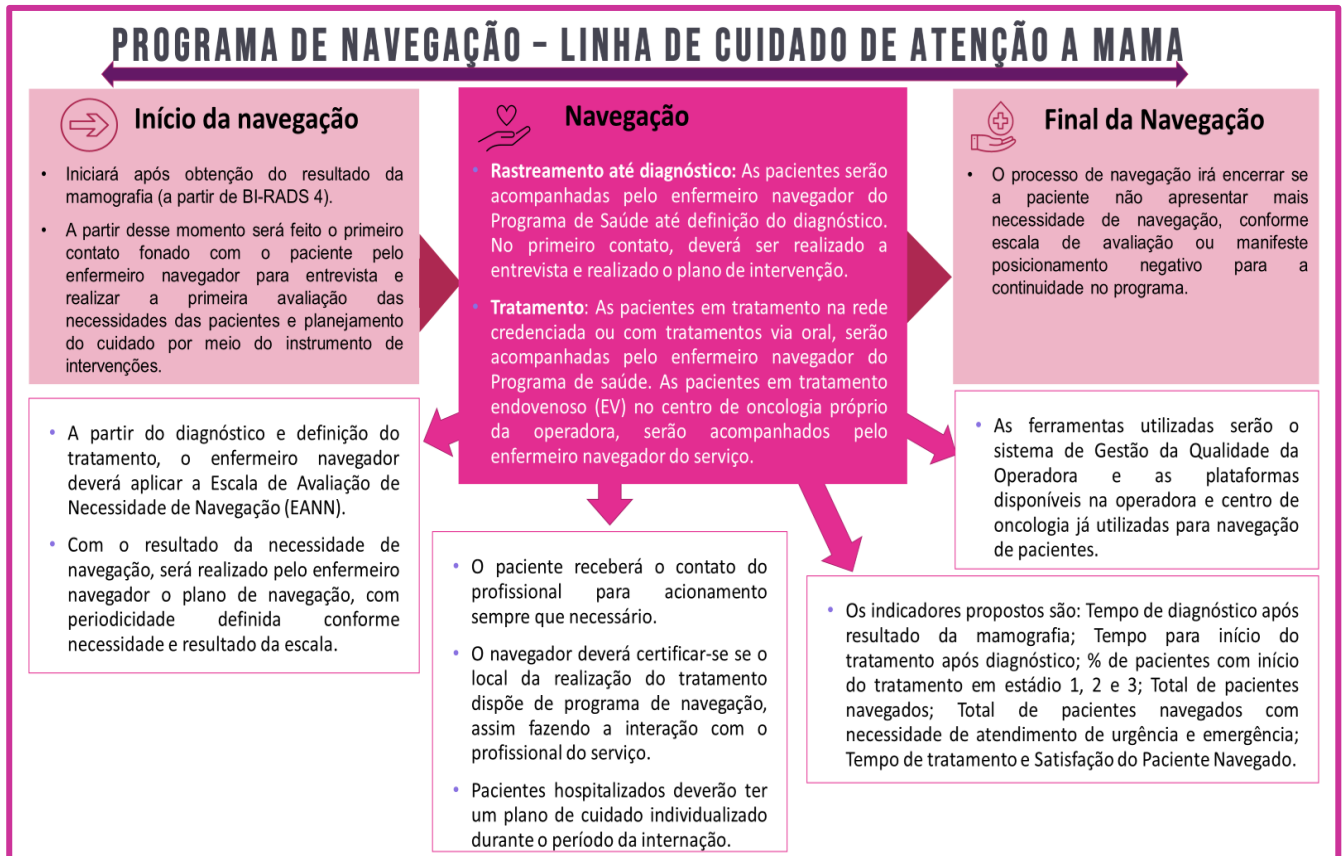 PROGRAMA DE NAVEGAÇÃO – LINHA DE CUIDADO DE ATENÇÃO A MAMA
Início da navegação
• Iniciará após obtenção do resultado da
mamografia (a partir de BI-RADS 4).
• A partir desse momento será feito o primeiro
contato fonado com o paciente pelo
enfermeiro navegador para entrevista e
realizar a primeira avaliação das
necessidades das pacientes e planejamento
do cuidado por meio do instrumento de
intervenções.
Navegação
• Rastreamento até diagnóstico: As pacientes serão
acompanhadas pelo enfermeiro navegador do
Programa de Saúde até definição do diagnóstico.
No primeiro contato, deverá ser realizado a
entrevista e realizado o plano de intervenção.
• Tratamento: As pacientes em tratamento na rede
credenciada ou com tratamentos via oral, serão
acompanhadas pelo enfermeiro navegador do
Programa de saúde. As pacientes em tratamento
endovenoso (EV) no centro de oncologia próprio
da operadora, serão acompanhados pelo
enfermeiro navegador do serviço.
Final da Navegação
• O processo de navegação irá encerrar se
a paciente não apresentar mais
necessidade de navegação, conforme
escala de avaliação ou manifeste
posicionamento negativo para a
continuidade no programa.
• A partir do diagnóstico e definição do
tratamento, o enfermeiro navegador
deverá aplicar a Escala de Avaliação de
Necessidade de Navegação (EANN).
• Com o resultado da necessidade de
navegação, será realizado pelo enfermeiro
navegador o plano de navegação, com
periodicidade definida conforme
necessidade e resultado da escala.
• O paciente receberá o contato do
profissional para acionamento
sempre que necessário.
• O navegador deverá certificar-se se o
local da realização do tratamento
dispõe de programa de navegação,
assim fazendo a interação com o
profissional do serviço.
• Pacientes hospitalizados deverão ter
um plano de cuidado individualizado
durante o período da internação.
• As ferramentas utilizadas serão o
sistema de Gestão da Qualidade da
Operadora e as plataformas
disponíveis na operadora e centro de
oncologia já utilizadas para navegação
de pacientes.
• Os indicadores propostos são: Tempo de diagnóstico após
resultado da mamografia; Tempo para início do
tratamento após diagnóstico; % de pacientes com início
do tratamento em estádio 1, 2 e 3; Total de pacientes
navegados; Total de pacientes navegados com
necessidade de atendimento de urgência e emergência;
Tempo de tratamento e Satisfação do Paciente Navegado.